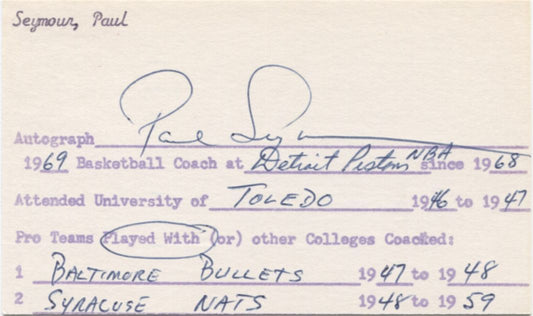 Seymour, Paul
Autograph Paul Seymour
1969 Basketball Coach at Detroit Pistons NBA since 1968
Attended University of TOLEDO 1946 to 1947
Pro Teams Played With (or) other Colleges Coached:
1 BALTIMORE BULLETS 1947 to 1948
2 SYRACUSE NATS 1948 to 1959